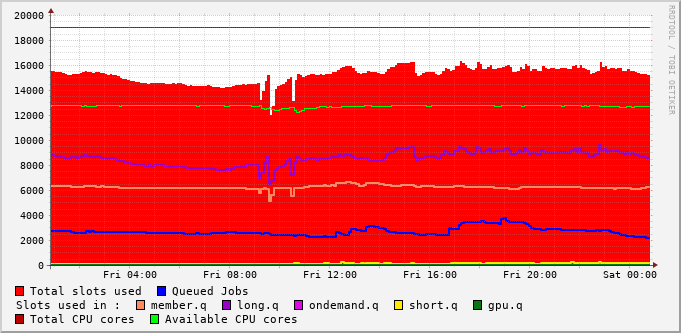 RRDTOOL / TOBI OETIKER
20000
18000
16000
14000
12000
10000
8000
6000
4000
2000
0
Fri 04:00 Fri 08:00 Fri 12:00 Fri 16:00 Fri 20:00 Sat 00:00
Total slots used Queued Jobs
Slots used in : member.q long.q ondemand.q short.q gpu.q
Total CPU cores Available CPU cores